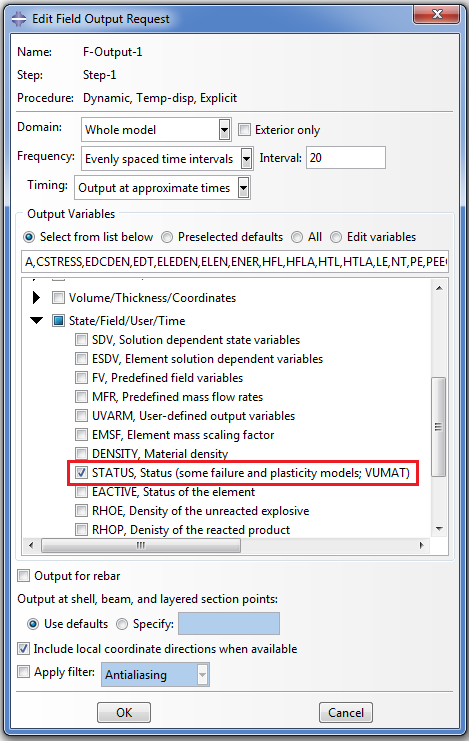 Edit Field Output Request
Name: F-Output-1
Step: Step-1
Procedure: Dynamic, Temp-disp, Explicit
Domain: Whole model Exterior only
Frequency: Evenly spaced time intervals Interval: 20
Timing: Output at approximate times
Output Variables
Select from list below Preselected defaults All Edit variables
A,CSTRESS,EDCDEN,EDT,ELEDEN,ELEN,ENER,HFL,HFLA,HTL,HTLA,LE,NT,PE,PEE
Volume/Thickness/Coordinates
State/Field/User/Time
SDV, Solution dependent state variables
ESDV, Element solution dependent variables
FV, Predefined field variables
MFR, Predefined mass flow rates
UVARM, User-defined output variables
EMSF, Element mass scaling factor
DENSITY, Material density
STATUS, Status (some failure and plasticity models; VUMAT)
EACTIVE, Status of the element
RHOE, Density of the unreacted explosive
RHOP, Denisty of the reacted product
Output for rebar
Output at shell, beam, and layered section points:
Use defaults Specify:
Include local coordinate directions when available
Apply filter: Antialiasing
OK Cancel